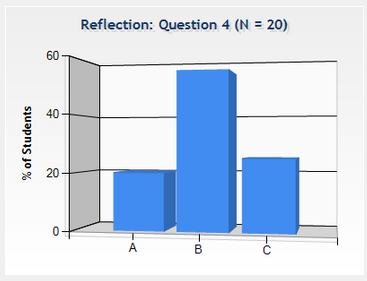 Reflection: Question 4 (N = 20)
60
40
20
0
% of Students
A B C